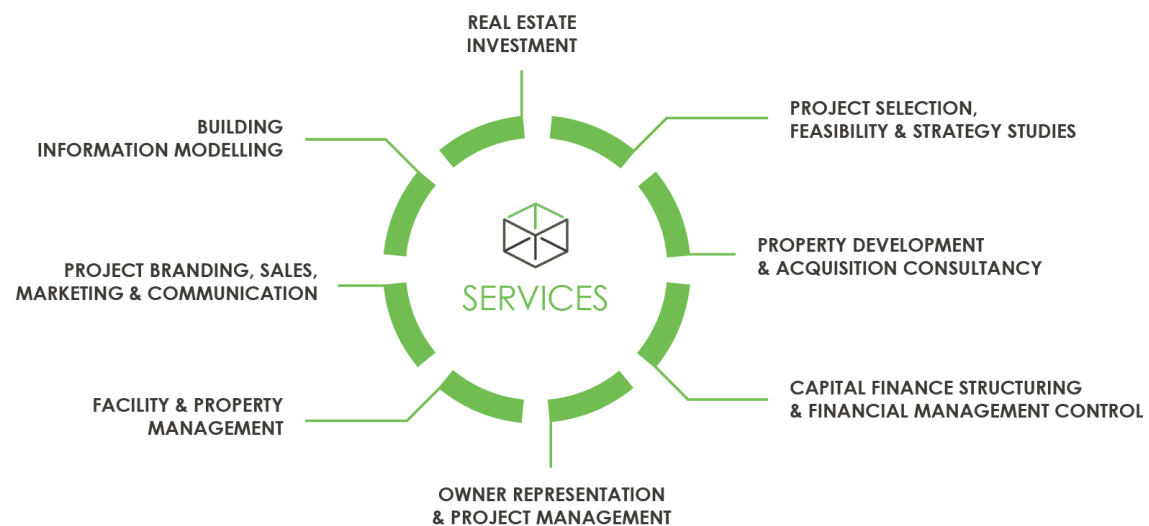 REAL ESTATE
INVESTMENT
PROJECT SELECTION,
FEASIBILITY & STRATEGY STUDIES
PROPERTY DEVELOPMENT
& ACQUISITION CONSULTANCY
CAPITAL FINANCE STRUCTURING
& FINANCIAL MANAGEMENT CONTROL
OWNER REPRESENTATION
& PROJECT MANAGEMENT
FACILITY & PROPERTY
MANAGEMENT
PROJECT BRANDING, SALES,
MARKETING & COMMUNICATION
BUILDING
INFORMATION MODELLING
SERVICES